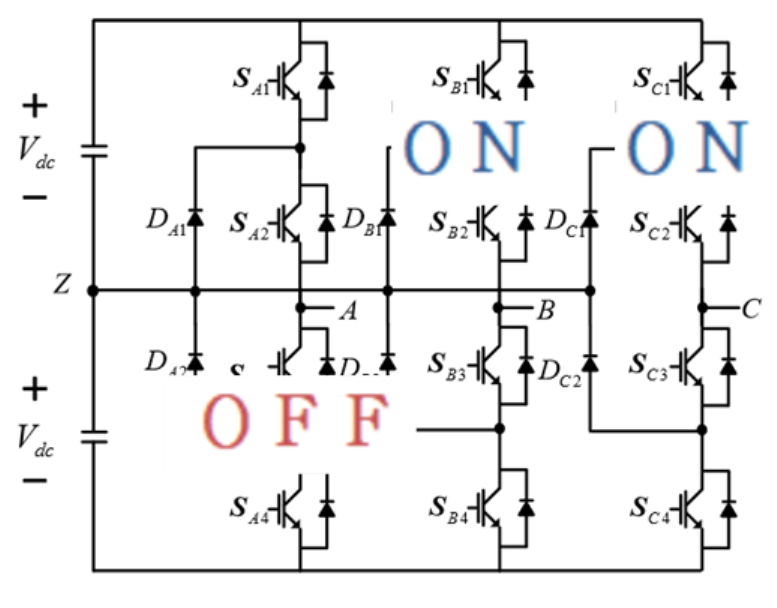 +
V_dc
−
S_A1
S_B1
S_C1
ON
ON
D_A1
S_A2
D_B1
S_B2
D_C1
S_C2
Z
A
B
C
+
V_dc
−
S_B3
D_C2
S_C3
OFF
S_A4
S_B4
S_C4